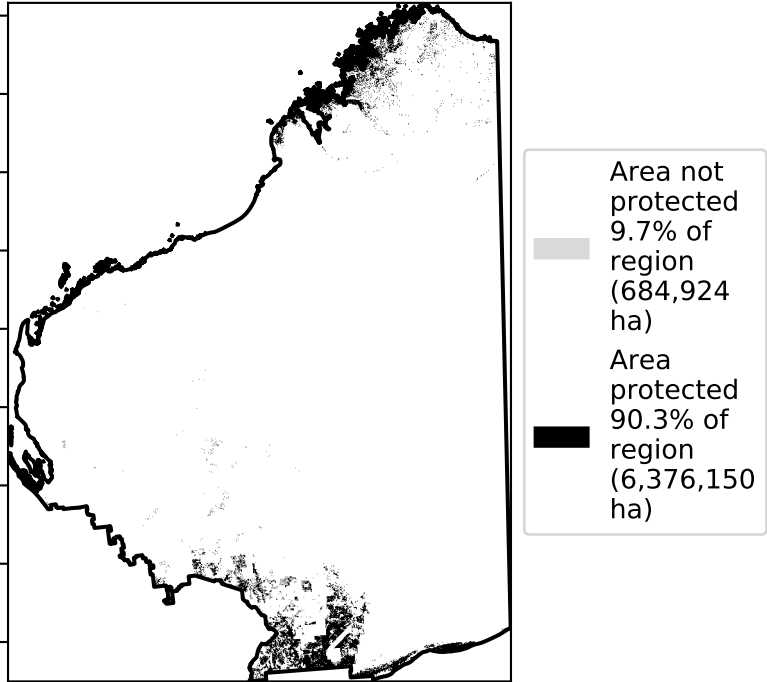 Area not
protected
9.7% of
region
(684,924
ha)
Area
protected
90.3% of
region
(6,376,150
ha)